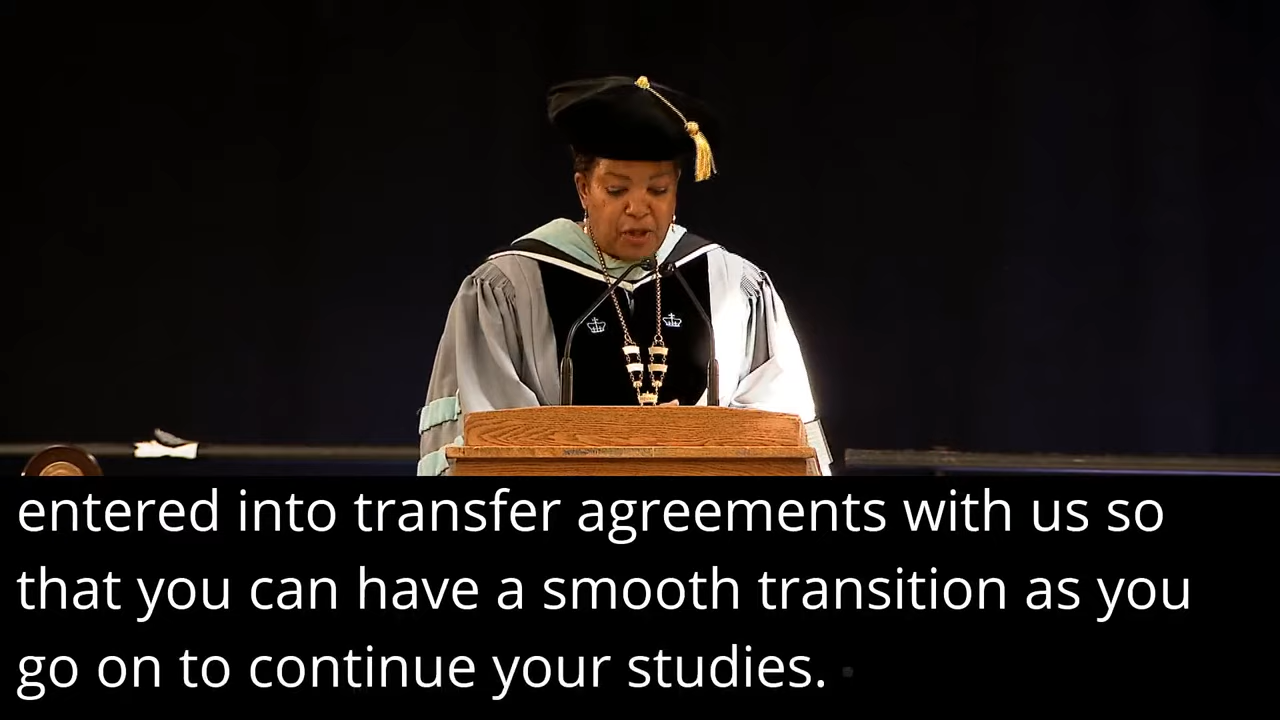 entered into transfer agreements with us so
that you can have a smooth transition as you
go on to continue your studies.